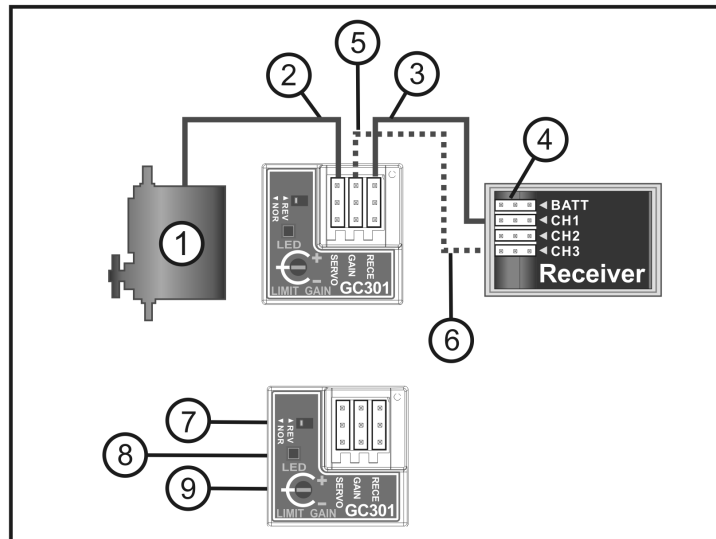 5
2
3
4
1
▲REV
▼NOR
LED
+
−
LIMIT GAIN
SERVO
GAIN
RECE
GC301
◀BATT
◀CH1
◀CH2
◀CH3
Receiver
6
7
8
9
▲REV
▼NOR
LED
+
−
LIMIT GAIN
SERVO
GAIN
RECE
GC301